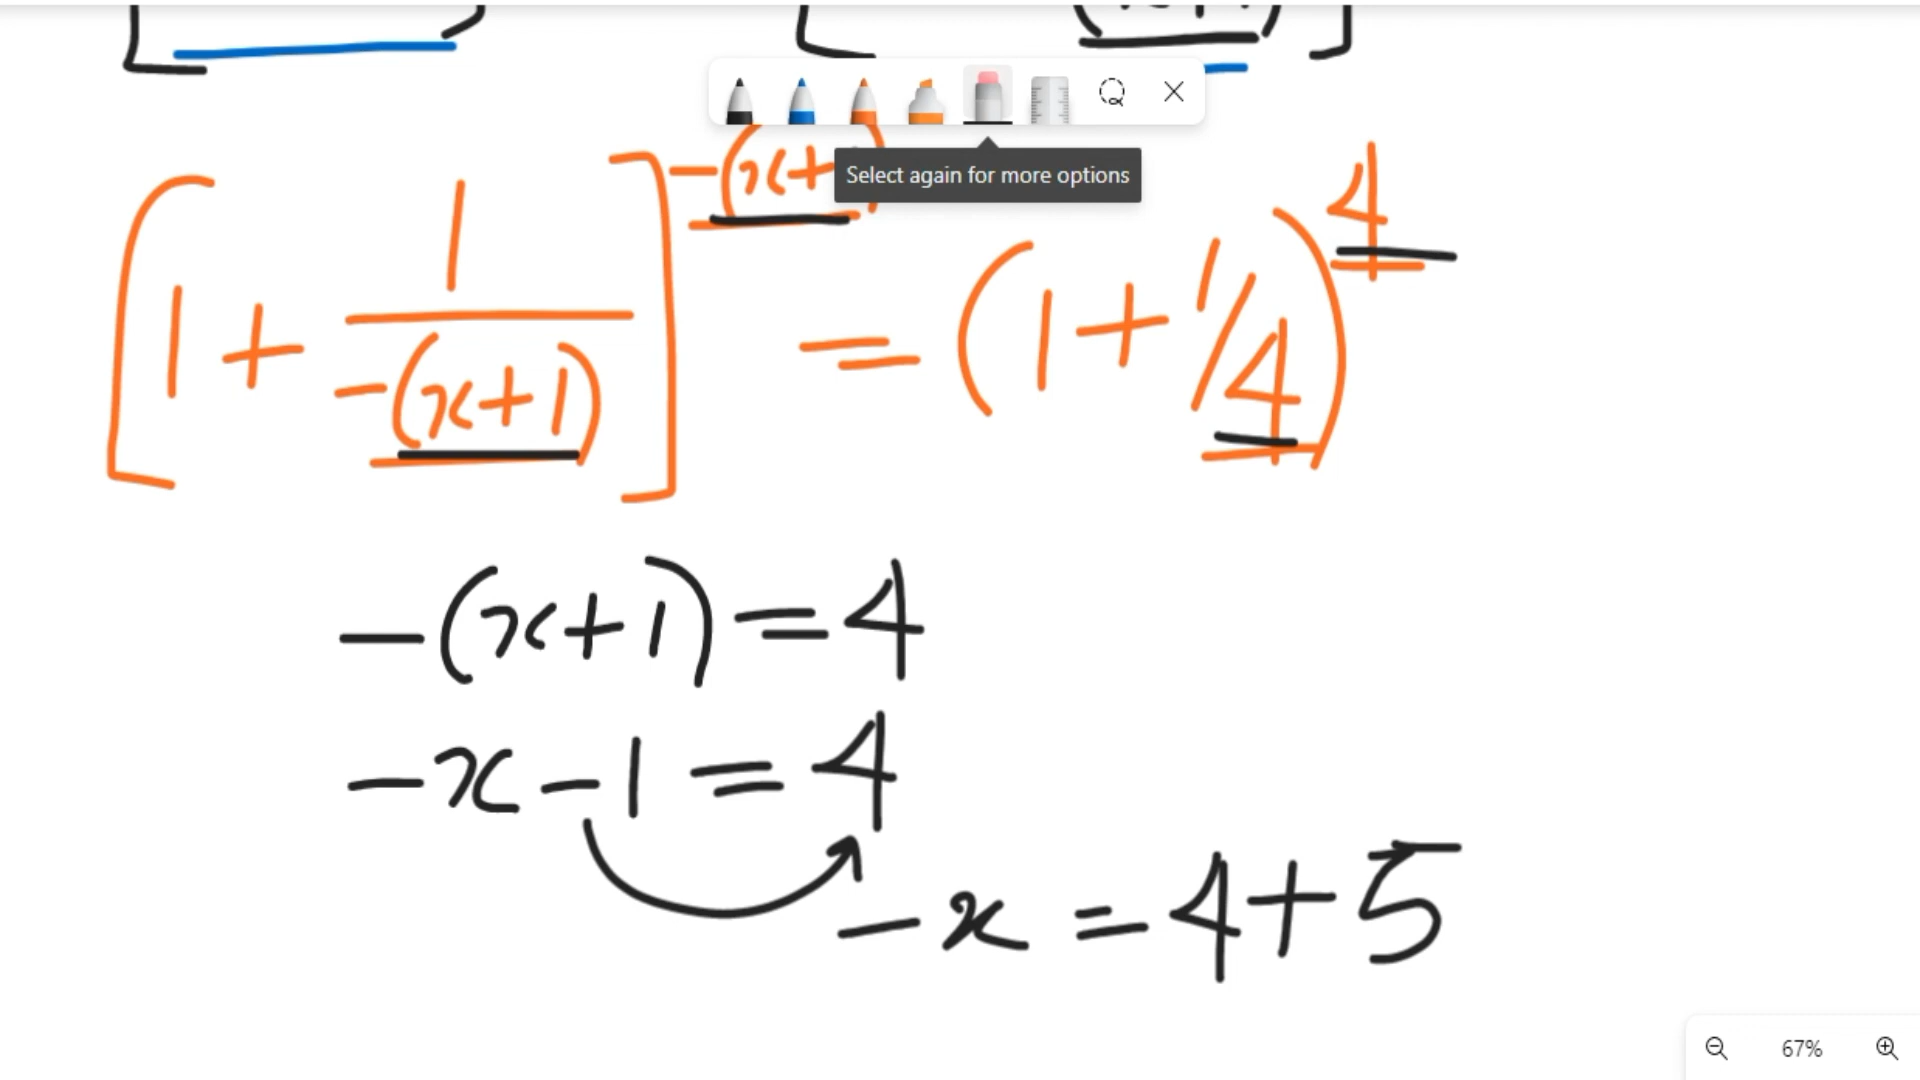 Select again for more options
[1 + 1/-(x+1)]^-(x+ = (1 + 1/4)^4
-(x+1) = 4
-x - 1 = 4
-x = 4 + 5
67%